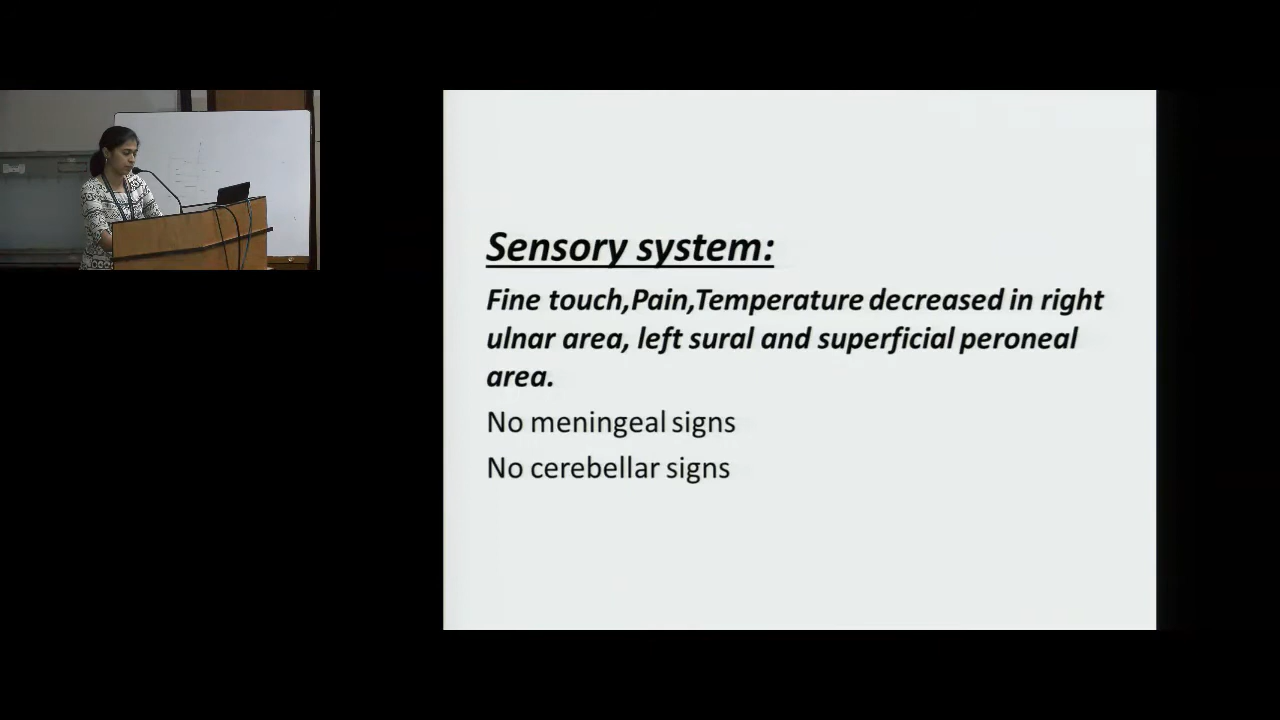 Sensory system:
Fine touch,Pain,Temperature decreased in right
ulnar area, left sural and superficial peroneal
area.
No meningeal signs
No cerebellar signs